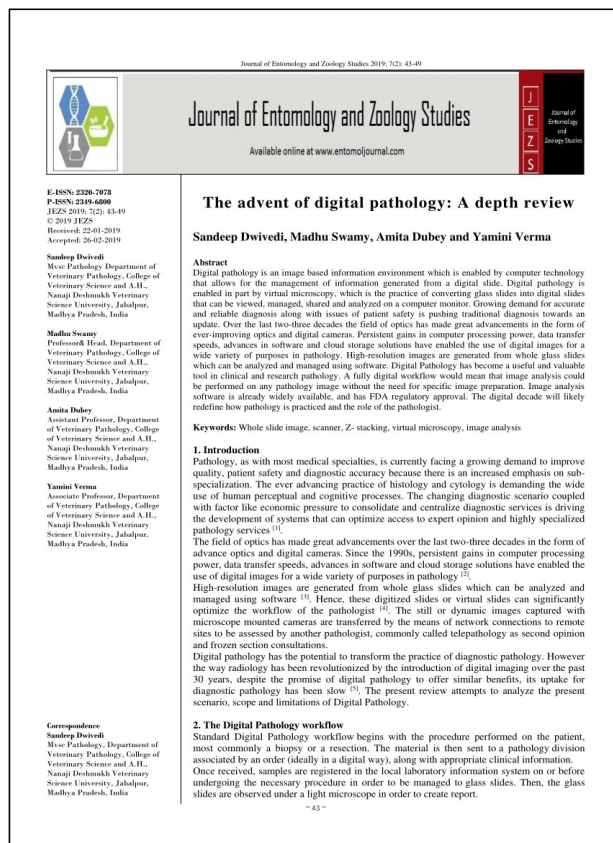 Journal of Entomology and Zoology Studies 2019; 7(2): 43-49
Journal of Entomology and Zoology Studies
Available online at www.entomoljournal.com
J
E
Z
S
Journal of
Entomology
and
Zoology Studies
E-ISSN: 2320-7078
P-ISSN: 2349-6800
JEZS 2019; 7(2): 43-49
© 2019 JEZS
Received: 22-01-2019
Accepted: 26-02-2019
Sandeep Dwivedi
Mvsc Pathology Department of
Veterinary Pathology, College of
Veterinary Science and A.H.,
Nanaji Deshmukh Veterinary
Science University, Jabalpur,
Madhya Pradesh, India
Madhu Swamy
Professor& Head, Department of
Veterinary Pathology, College of
Veterinary Science and A.H.,
Nanaji Deshmukh Veterinary
Science University, Jabalpur,
Madhya Pradesh, India
Amita Dubey
Assistant Professor, Department
of Veterinary Pathology, College
of Veterinary Science and A.H.,
Nanaji Deshmukh Veterinary
Science University, Jabalpur,
Madhya Pradesh, India
Yamini Verma
Associate Professor, Department
of Veterinary Pathology, College
of Veterinary Science and A.H.,
Nanaji Deshmukh Veterinary
Science University, Jabalpur,
Madhya Pradesh, India
Correspondence
Sandeep Dwivedi
Mvsc Pathology, Department of
Veterinary Pathology, College of
Veterinary Science and A.H.,
Nanaji Deshmukh Veterinary
Science University, Jabalpur,
Madhya Pradesh, India
The advent of digital pathology: A depth review
Sandeep Dwivedi, Madhu Swamy, Amita Dubey and Yamini Verma
Abstract
Digital pathology is an image based information environment which is enabled by computer technology
that allows for the management of information generated from a digital slide. Digital pathology is
enabled in part by virtual microscopy, which is the practice of converting glass slides into digital slides
that can be viewed, managed, shared and analyzed on a computer monitor. Growing demand for accurate
and reliable diagnosis along with issues of patient safety is pushing traditional diagnosis towards an
update. Over the last two-three decades the field of optics has made great advancements in the form of
ever-improving optics and digital cameras. Persistent gains in computer processing power, data transfer
speeds, advances in software and cloud storage solutions have enabled the use of digital images for a
wide variety of purposes in pathology. High-resolution images are generated from whole glass slides
which can be analyzed and managed using software. Digital Pathology has become a useful and valuable
tool in clinical and research pathology. A fully digital workflow would mean that image analysis could
be performed on any pathology image without the need for specific image preparation. Image analysis
software is already widely available, and has FDA regulatory approval. The digital decade will likely
redefine how pathology is practiced and the role of the pathologist.
Keywords: Whole slide image, scanner, Z- stacking, virtual microscopy, image analysis
1. Introduction
Pathology, as with most medical specialties, is currently facing a growing demand to improve
quality, patient safety and diagnostic accuracy because there is an increased emphasis on sub-
specialization. The ever advancing practice of histology and cytology is demanding the wide
use of human perceptual and cognitive processes. The changing diagnostic scenario coupled
with factor like economic pressure to consolidate and centralize diagnostic services is driving
the development of systems that can optimize access to expert opinion and highly specialized
pathology services [1].
The field of optics has made great advancements over the last two-three decades in the form of
advance optics and digital cameras. Since the 1990s, persistent gains in computer processing
power, data transfer speeds, advances in software and cloud storage solutions have enabled the
use of digital images for a wide variety of purposes in pathology [2].
High-resolution images are generated from whole glass slides which can be analyzed and
managed using software [3]. Hence, these digitized slides or virtual slides can significantly
optimize the workflow of the pathologist [4]. The still or dynamic images captured with
microscope mounted cameras are transferred by the means of network connections to remote
sites to be assessed by another pathologist, commonly called telepathology as second opinion
and frozen section consultations.
Digital pathology has the potential to transform the practice of diagnostic pathology. However
the way radiology has been revolutionized by the introduction of digital imaging over the past
30 years, despite the promise of digital pathology to offer similar benefits, its uptake for
diagnostic pathology has been slow [5]. The present review attempts to analyze the present
scenario, scope and limitations of Digital Pathology.
2. The Digital Pathology workflow
Standard Digital Pathology workflow begins with the procedure performed on the patient,
most commonly a biopsy or a resection. The material is then sent to a pathology division
associated by an order (ideally in a digital way), along with appropriate clinical information.
Once received, samples are registered in the local laboratory information system on or before
undergoing the necessary procedure in order to be managed to glass slides. Then, the glass
slides are observed under a light microscope in order to create report.
~ 43 ~